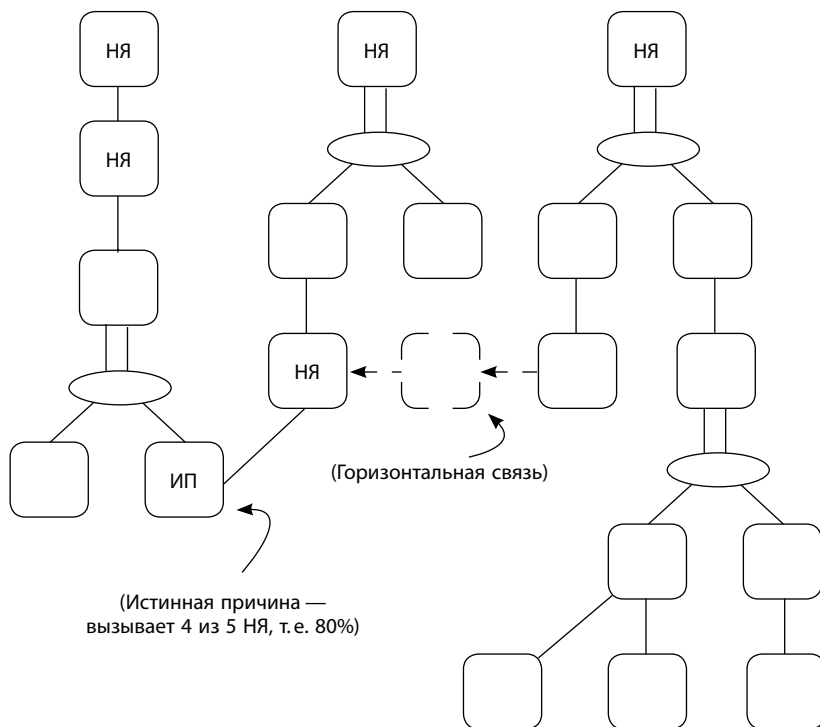 НЯ
НЯ
НЯ
НЯ
НЯ
ИП
(Горизонтальная связь)
(Истинная причина —
вызывает 4 из 5 НЯ, т. е. 80%)